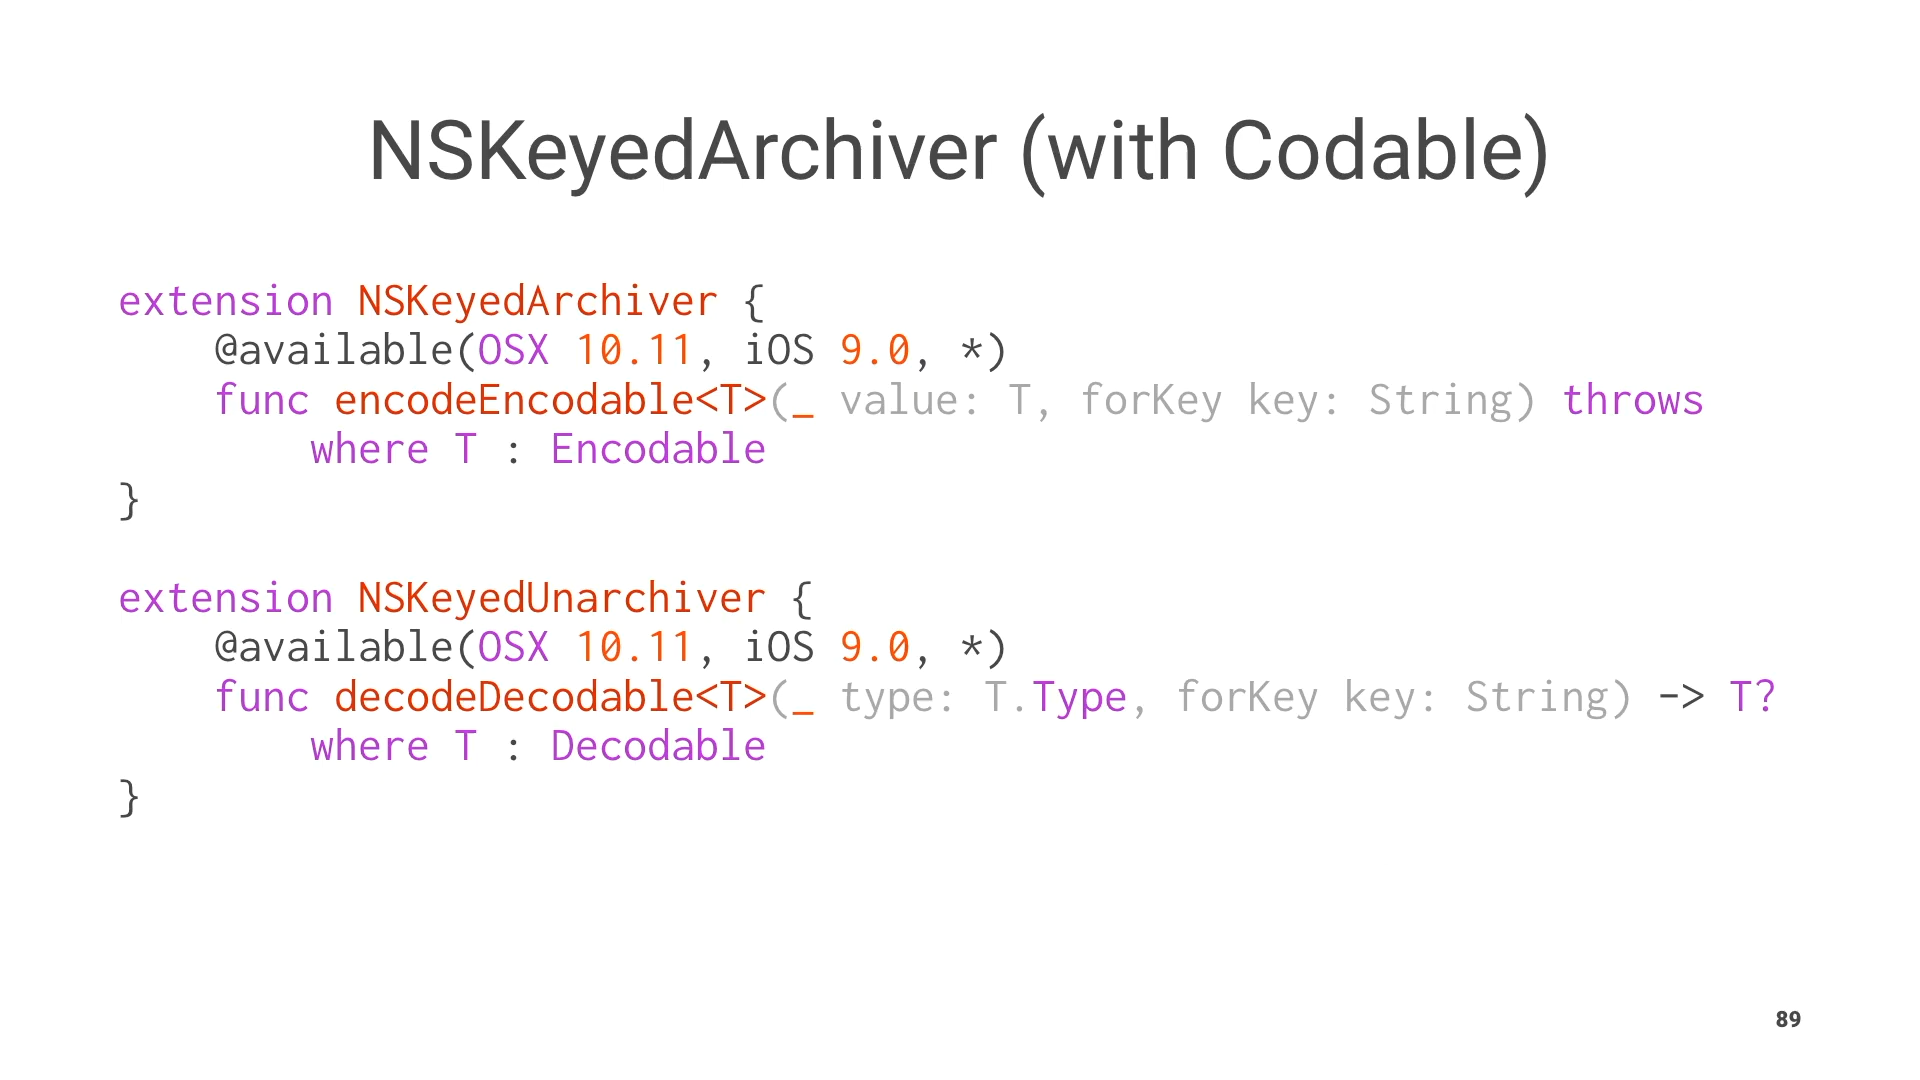 NSKeyedArchiver (with Codable)
extension NSKeyedArchiver {
    @available(OSX 10.11, iOS 9.0, *)
    func encodeEncodable<T>(_ value: T, forKey key: String) throws
        where T : Encodable
}

extension NSKeyedUnarchiver {
    @available(OSX 10.11, iOS 9.0, *)
    func decodeDecodable<T>(_ type: T.Type, forKey key: String) -> T?
        where T : Decodable
}
89